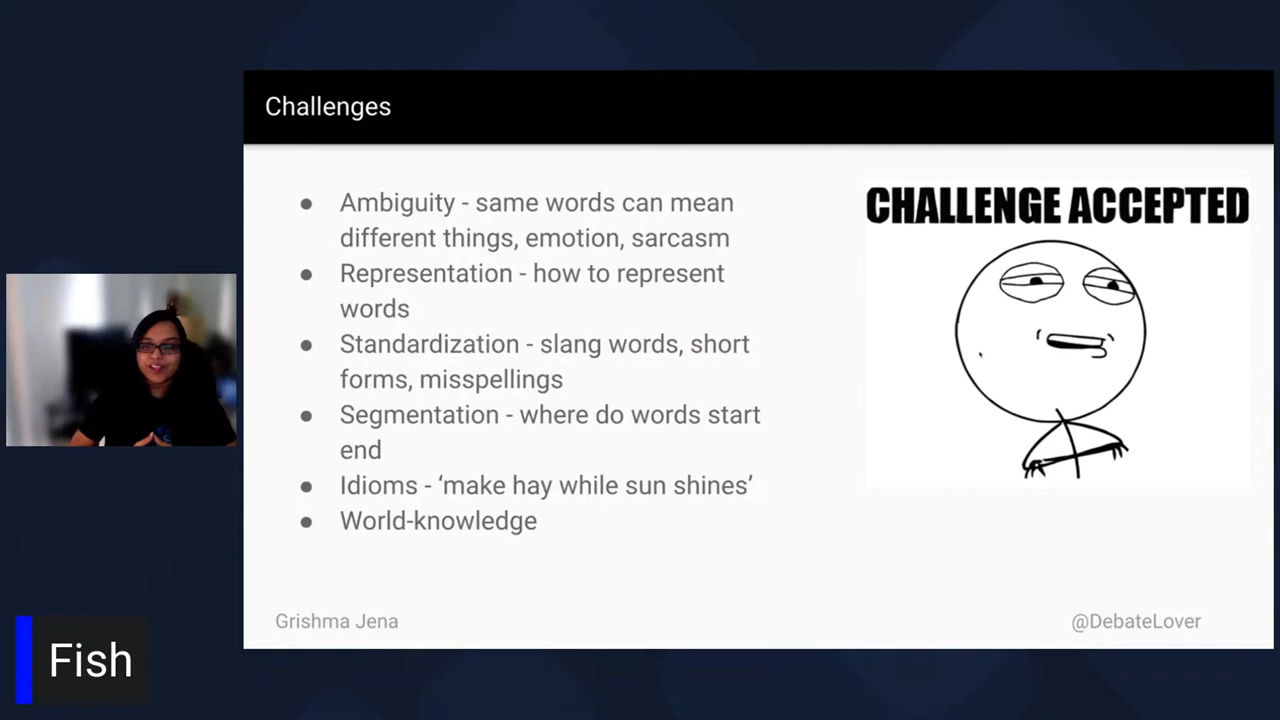 Challenges
● Ambiguity - same words can mean
different things, emotion, sarcasm
● Representation - how to represent
words
● Standardization - slang words, short
forms, misspellings
● Segmentation - where do words start
end
● Idioms - ‘make hay while sun shines’
● World-knowledge
CHALLENGE ACCEPTED
Grishma Jena
@DebateLover
Fish